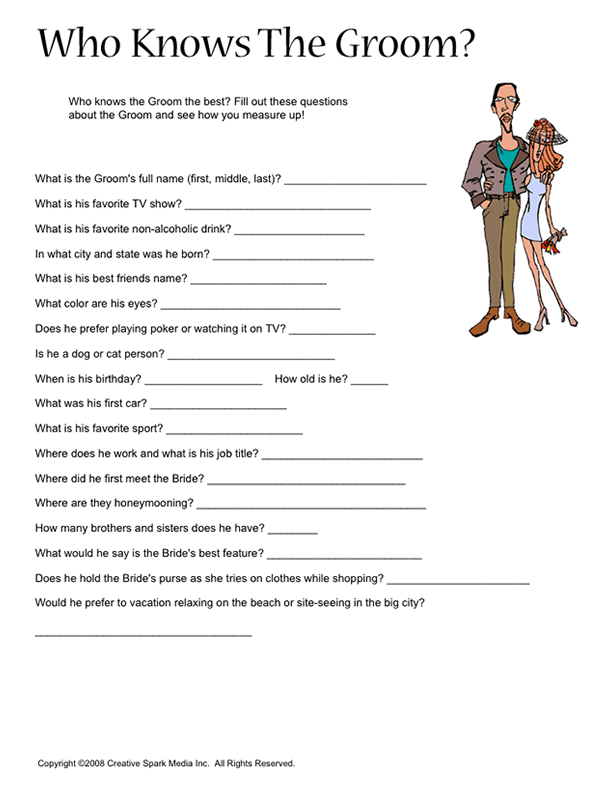 Who Knows The Groom?
Who knows the Groom the best? Fill out these questions
about the Groom and see how you measure up!
What is the Groom's full name (first, middle, last)? _______________________
What is his favorite TV show? ______________________________
What is his favorite non-alcoholic drink? _____________________
In what city and state was he born? __________________________
What is his best friends name? ______________________
What color are his eyes? _____________________________
Does he prefer playing poker or watching it on TV? ______________
Is he a dog or cat person? ___________________________
When is his birthday? ___________________ How old is he? ______
What was his first car? ______________________
What is his favorite sport? ______________________
Where does he work and what is his job title? __________________________
Where did he first meet the Bride? ________________________________
Where are they honeymooning? _____________________________________
How many brothers and sisters does he have? ________
What would he say is the Bride's best feature? _________________________
Does he hold the Bride's purse as she tries on clothes while shopping? _______________________
Would he prefer to vacation relaxing on the beach or site-seeing in the big city?
___________________________________
Copyright ©2008 Creative Spark Media Inc. All Rights Reserved.